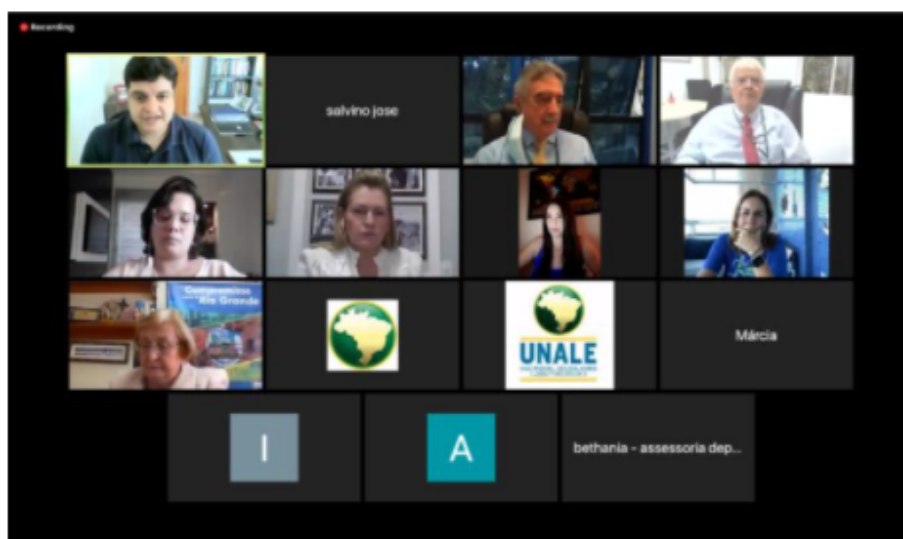 Recording
salvino jose
Compromisso
Rio Grande
UNALE
Márcia
I
A
bethania - assessoria dep...